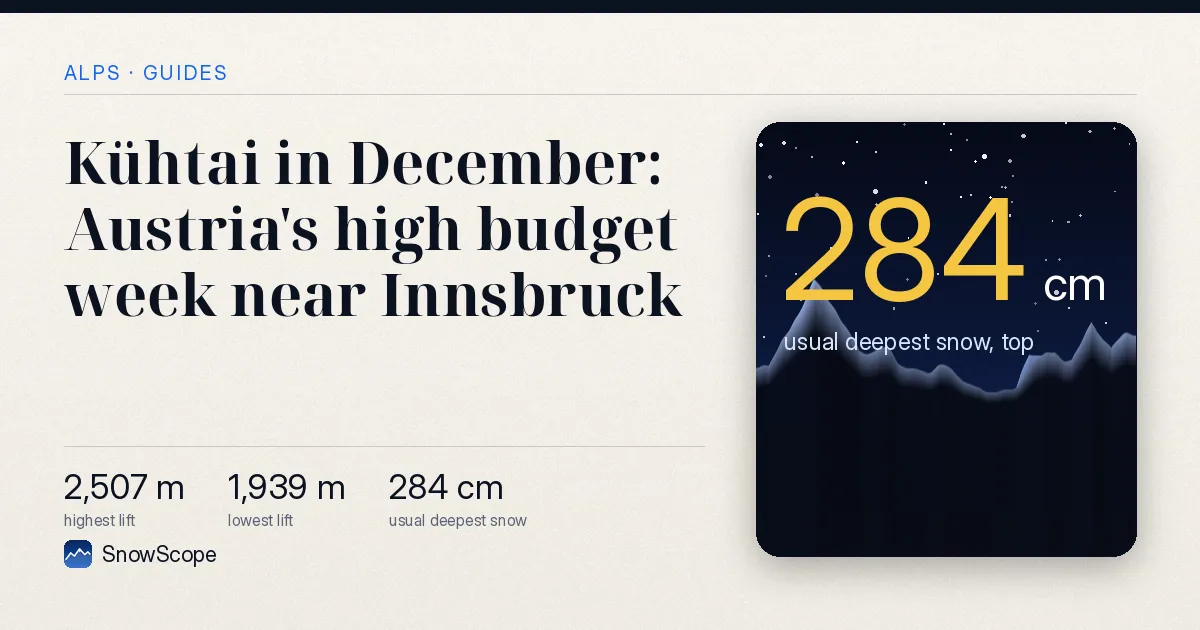 ALPS · GUIDES
Kühtai in December:
Austria's high budget
week near Innsbruck
284 cm
usual deepest snow, top
2,507 m
highest lift
1,939 m
lowest lift
284 cm
usual deepest snow
SnowScope